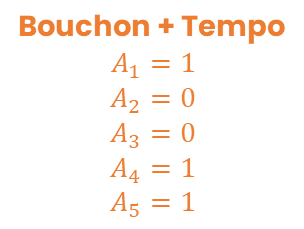 Bouchon + Tempo
A₁ = 1
A₂ = 0
A₃ = 0
A₄ = 1
A₅ = 1